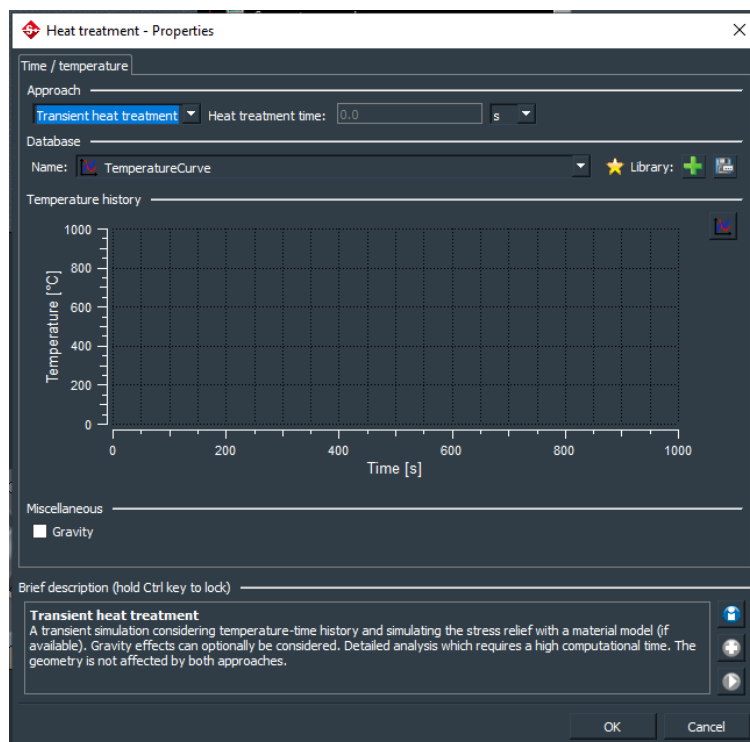 Heat treatment - Properties
Time / temperature
Approach
Transient heat treatment Heat treatment time: 0.0 s
Database
Name: TemperatureCurve Library:
Temperature history
1000
800
600
400
200
0
Temperature [°C]
0 200 400 600 800 1000
Time [s]
Miscellaneous
Gravity
Brief description (hold Ctrl key to lock)
Transient heat treatment
A transient simulation considering temperature-time history and simulating the stress relief with a material model (if
available). Gravity effects can optionally be considered. Detailed analysis which requires a high computational time. The
geometry is not affected by both approaches.
OK Cancel